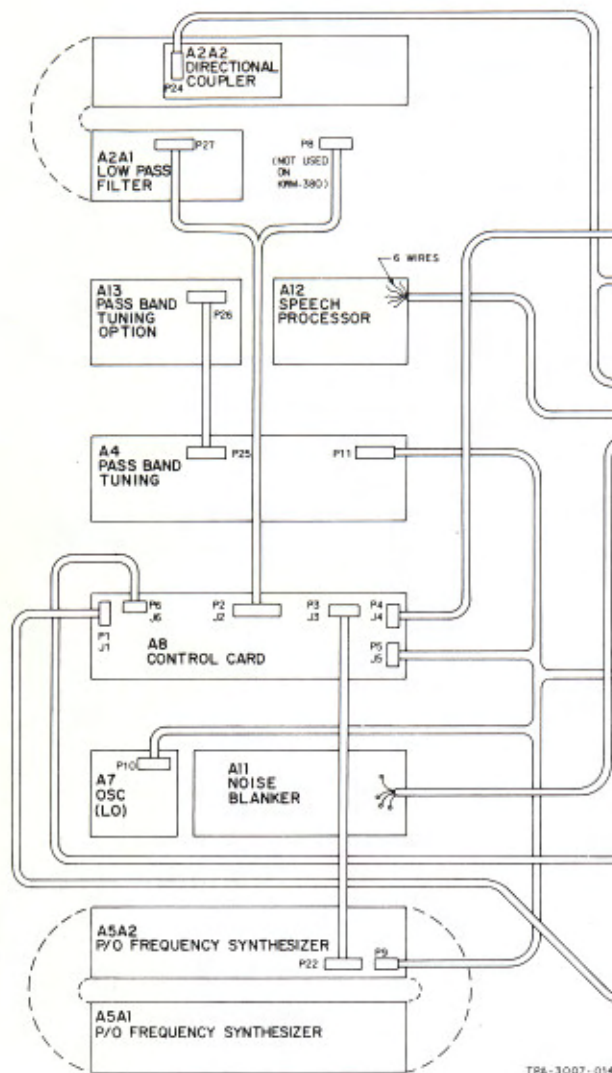 A2A2
DIRECTIONAL
COUPLER
P24
A2A1
LOW PASS
FILTER
P27
P8
(NOT USED
ON
KWM-380)
6 WIRES
A13
PASS BAND
TUNING
OPTION
P26
A12
SPEECH
PROCESSOR
A4
PASS BAND
TUNING
P25
P11
P1
J1
P6
J6
P2
J2
P3
J3
P4
J4
P5
J5
A8
CONTROL CARD
P10
A7
OSC
(LO)
A11
NOISE
BLANKER
A5A2
P/O FREQUENCY SYNTHESIZER
P22
P9
A5A1
P/O FREQUENCY SYNTHESIZER
TPA-3007-014